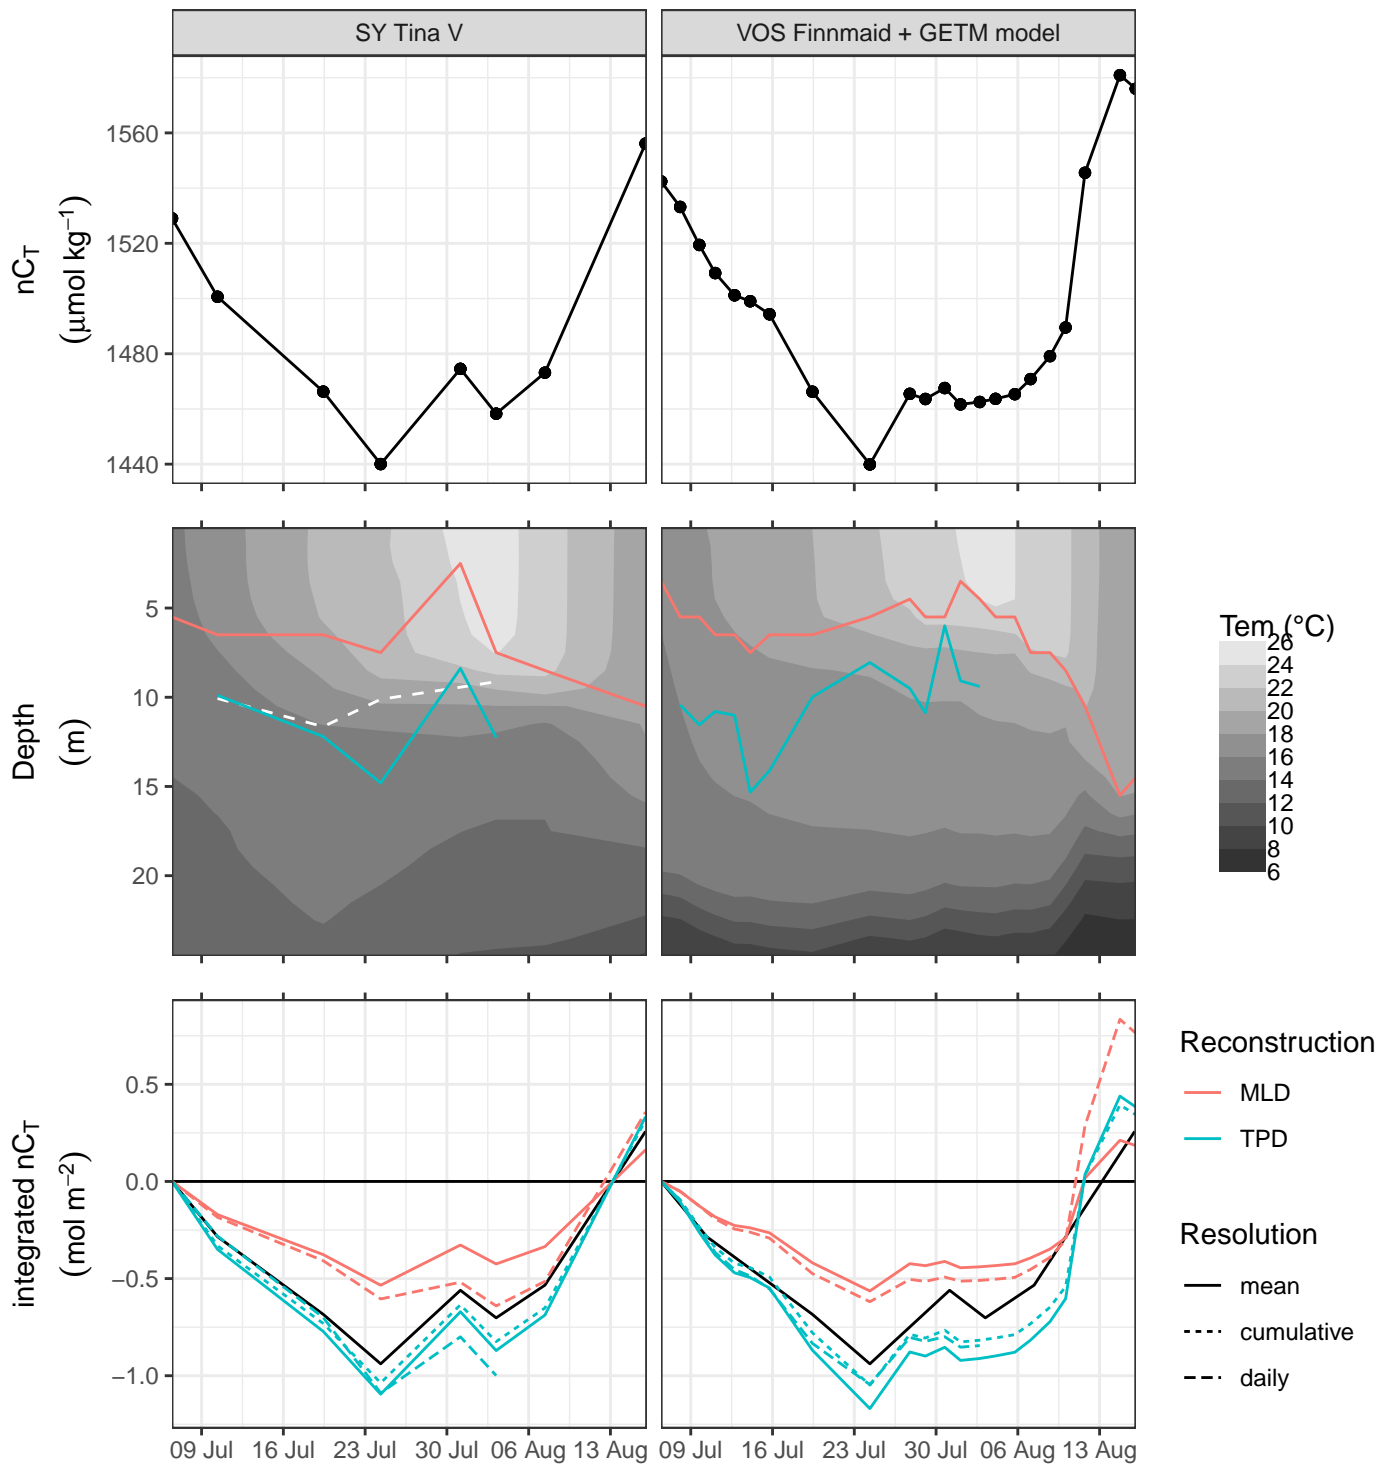 SY Tina V
VOS Finnmaid + GETM model
nC_T
(μmol kg⁻¹)
1560
1520
1480
1440
Depth
(m)
5
10
15
20
Tem (°C)
26
24
22
20
18
16
14
12
10
8
6
integrated nC_T
(mol m⁻²)
0.5
0.0
−0.5
−1.0
09 Jul 16 Jul 23 Jul 30 Jul 06 Aug 13 Aug
09 Jul 16 Jul 23 Jul 30 Jul 06 Aug 13 Aug
Reconstruction
MLD
TPD
Resolution
mean
cumulative
daily